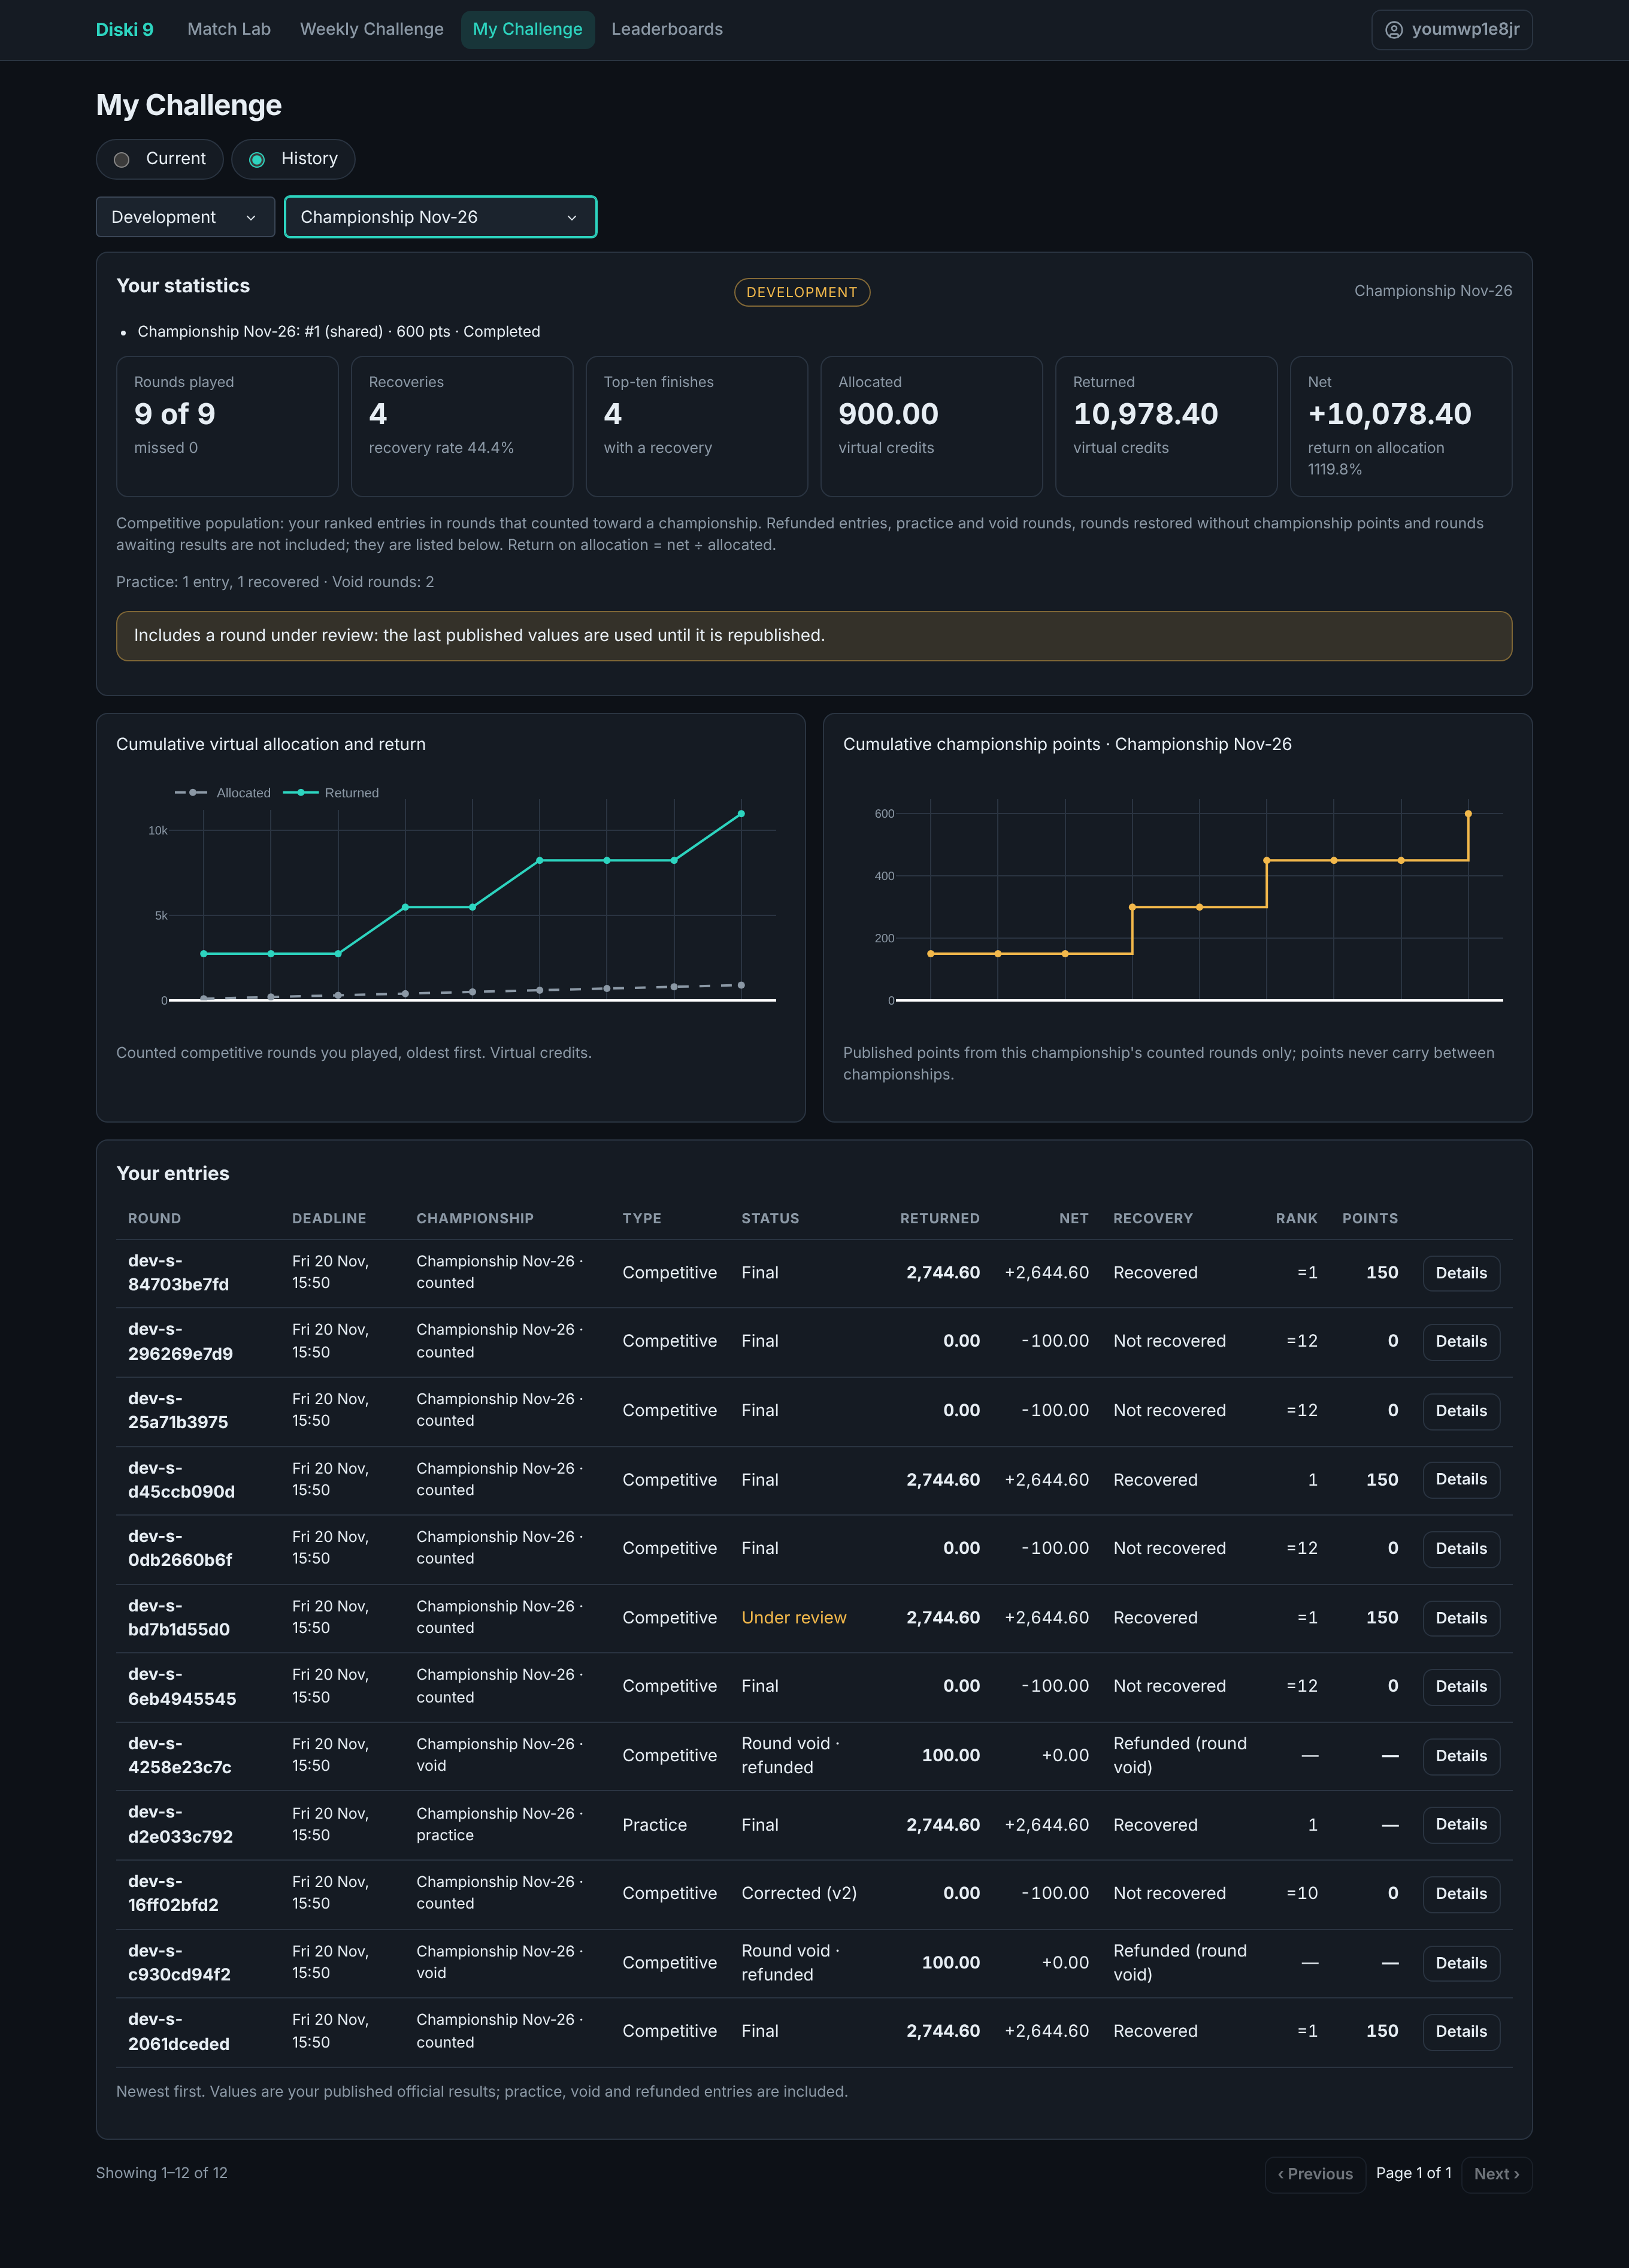 Diski 9 Match Lab Weekly Challenge My Challenge Leaderboards youmwp1e8jr
My Challenge
Current History
Development Championship Nov-26
Your statistics DEVELOPMENT Championship Nov-26
• Championship Nov-26: #1 (shared) · 600 pts · Completed
Rounds played
9 of 9
missed 0
Recoveries
4
recovery rate 44.4%
Top-ten finishes
4
with a recovery
Allocated
900.00
virtual credits
Returned
10,978.40
virtual credits
Net
+10,078.40
return on allocation
1119.8%
Competitive population: your ranked entries in rounds that counted toward a championship. Refunded entries, practice and void rounds, rounds restored without championship points and rounds
awaiting results are not included; they are listed below. Return on allocation = net ÷ allocated.
Practice: 1 entry, 1 recovered · Void rounds: 2
Includes a round under review: the last published values are used until it is republished.
Cumulative virtual allocation and return
Allocated Returned
10k
5k
0
Counted competitive rounds you played, oldest first. Virtual credits.
Cumulative championship points · Championship Nov-26
600
400
200
0
Published points from this championship's counted rounds only; points never carry between
championships.
Your entries
ROUND DEADLINE CHAMPIONSHIP TYPE STATUS RETURNED NET RECOVERY RANK POINTS
dev-s- Fri 20 Nov, Championship Nov-26 ·
84703be7fd 15:50 counted Competitive Final 2,744.60 +2,644.60 Recovered =1 150 Details
dev-s- Fri 20 Nov, Championship Nov-26 ·
296269e7d9 15:50 counted Competitive Final 0.00 -100.00 Not recovered =12 0 Details
dev-s- Fri 20 Nov, Championship Nov-26 ·
25a71b3975 15:50 counted Competitive Final 0.00 -100.00 Not recovered =12 0 Details
dev-s- Fri 20 Nov, Championship Nov-26 ·
d45ccb090d 15:50 counted Competitive Final 2,744.60 +2,644.60 Recovered 1 150 Details
dev-s- Fri 20 Nov, Championship Nov-26 ·
0db2660b6f 15:50 counted Competitive Final 0.00 -100.00 Not recovered =12 0 Details
dev-s- Fri 20 Nov, Championship Nov-26 ·
bd7b1d55d0 15:50 counted Competitive Under review 2,744.60 +2,644.60 Recovered =1 150 Details
dev-s- Fri 20 Nov, Championship Nov-26 ·
6eb4945545 15:50 counted Competitive Final 0.00 -100.00 Not recovered =12 0 Details
dev-s- Fri 20 Nov, Championship Nov-26 · Round void · Refunded (round
4258e23c7c 15:50 void Competitive refunded 100.00 +0.00 void) — — Details
dev-s- Fri 20 Nov, Championship Nov-26 ·
d2e033c792 15:50 practice Practice Final 2,744.60 +2,644.60 Recovered 1 — Details
dev-s- Fri 20 Nov, Championship Nov-26 ·
16ff02bfd2 15:50 counted Competitive Corrected (v2) 0.00 -100.00 Not recovered =10 0 Details
dev-s- Fri 20 Nov, Championship Nov-26 · Round void · Refunded (round
c930cd94f2 15:50 void Competitive refunded 100.00 +0.00 void) — — Details
dev-s- Fri 20 Nov, Championship Nov-26 ·
2061dceded 15:50 counted Competitive Final 2,744.60 +2,644.60 Recovered =1 150 Details
Newest first. Values are your published official results; practice, void and refunded entries are included.
Showing 1–12 of 12 ‹ Previous Page 1 of 1 Next ›